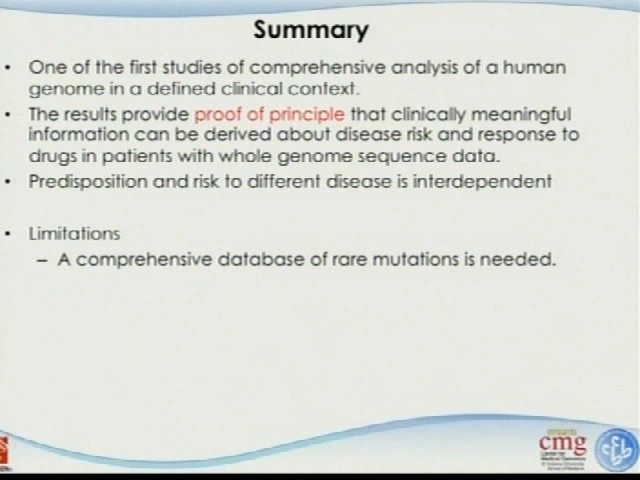 Summary
• One of the first studies of comprehensive analysis of a human
genome in a defined clinical context.
• The results provide proof of principle that clinically meaningful
information can be derived about disease risk and response to
drugs in patients with whole genome sequence data.
• Predisposition and risk to different disease is interdependent
• Limitations
– A comprehensive database of rare mutations is needed.
cmg